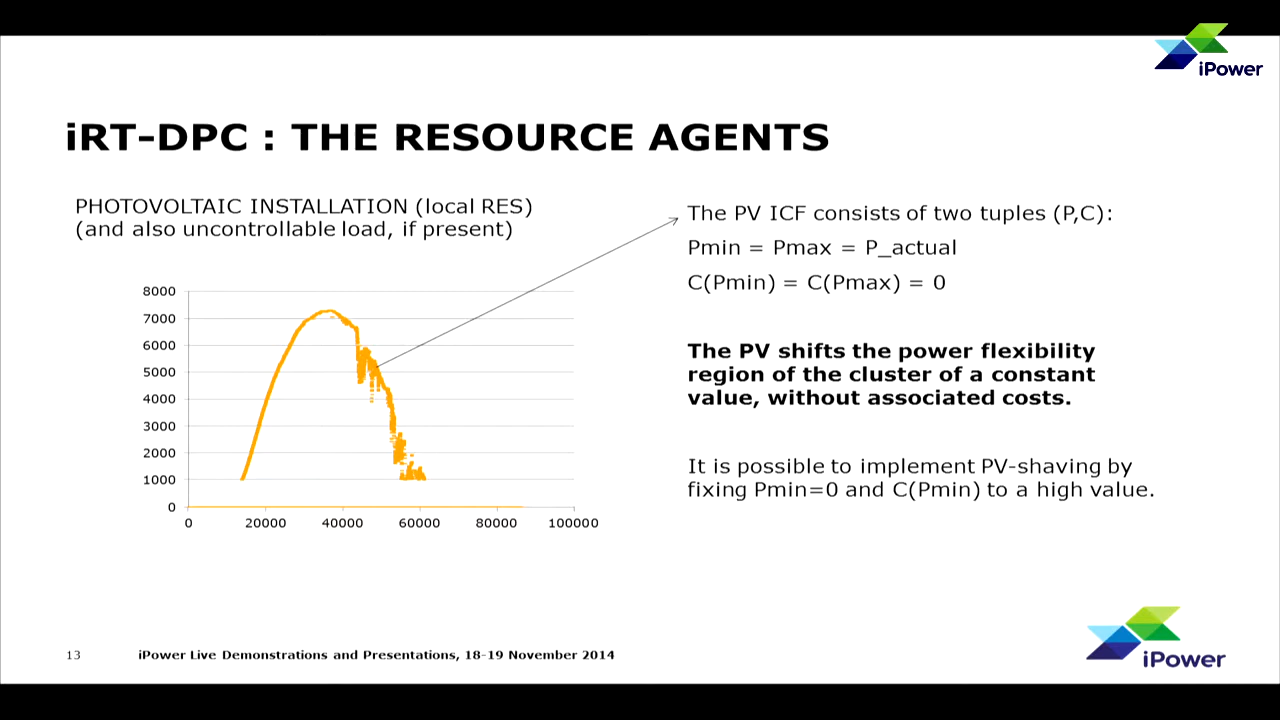 iPower
iRT-DPC : THE RESOURCE AGENTS
PHOTOVOLTAIC INSTALLATION (local RES)
(and also uncontrollable load, if present)
The PV ICF consists of two tuples (P,C):
Pmin = Pmax = P_actual
C(Pmin) = C(Pmax) = 0
The PV shifts the power flexibility
region of the cluster of a constant
value, without associated costs.
It is possible to implement PV-shaving by
fixing Pmin=0 and C(Pmin) to a high value.
8000
7000
6000
5000
4000
3000
2000
1000
0
0 20000 40000 60000 80000 100000
13 iPower Live Demonstrations and Presentations, 18-19 November 2014
iPower